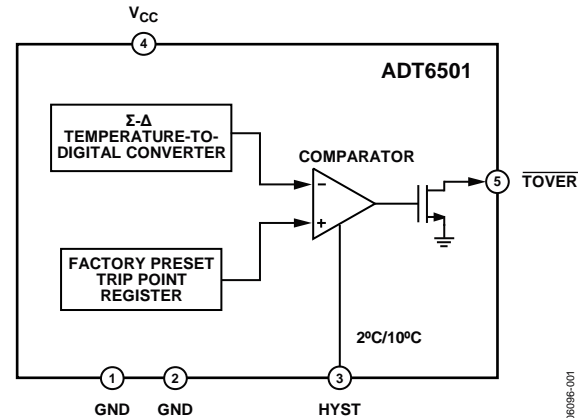 VCC
4
ADT6501
Σ-Δ
TEMPERATURE-TO-
DIGITAL CONVERTER
COMPARATOR
–
+
5
TOVER
FACTORY PRESET
TRIP POINT
REGISTER
2ºC/10ºC
1
2
3
GND
GND
HYST
06096-001